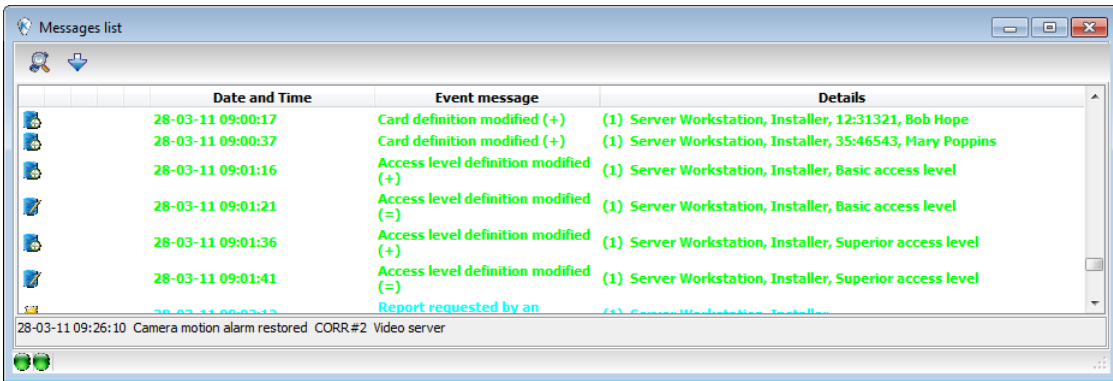 Messages list
Date and Time Event message Details
28-03-11 09:00:17 Card definition modified (+) (1) Server Workstation, Installer, 12:31321, Bob Hope
28-03-11 09:00:37 Card definition modified (+) (1) Server Workstation, Installer, 35:46543, Mary Poppins
28-03-11 09:01:16 Access level definition modified (1) Server Workstation, Installer, Basic access level
(+)
28-03-11 09:01:21 Access level definition modified (1) Server Workstation, Installer, Basic access level
(=)
28-03-11 09:01:36 Access level definition modified (1) Server Workstation, Installer, Superior access level
(+)
28-03-11 09:01:41 Access level definition modified (1) Server Workstation, Installer, Superior access level
(=)
Report requested by an
28-03-11 09:26:10 Camera motion alarm restored CORR#2 Video server